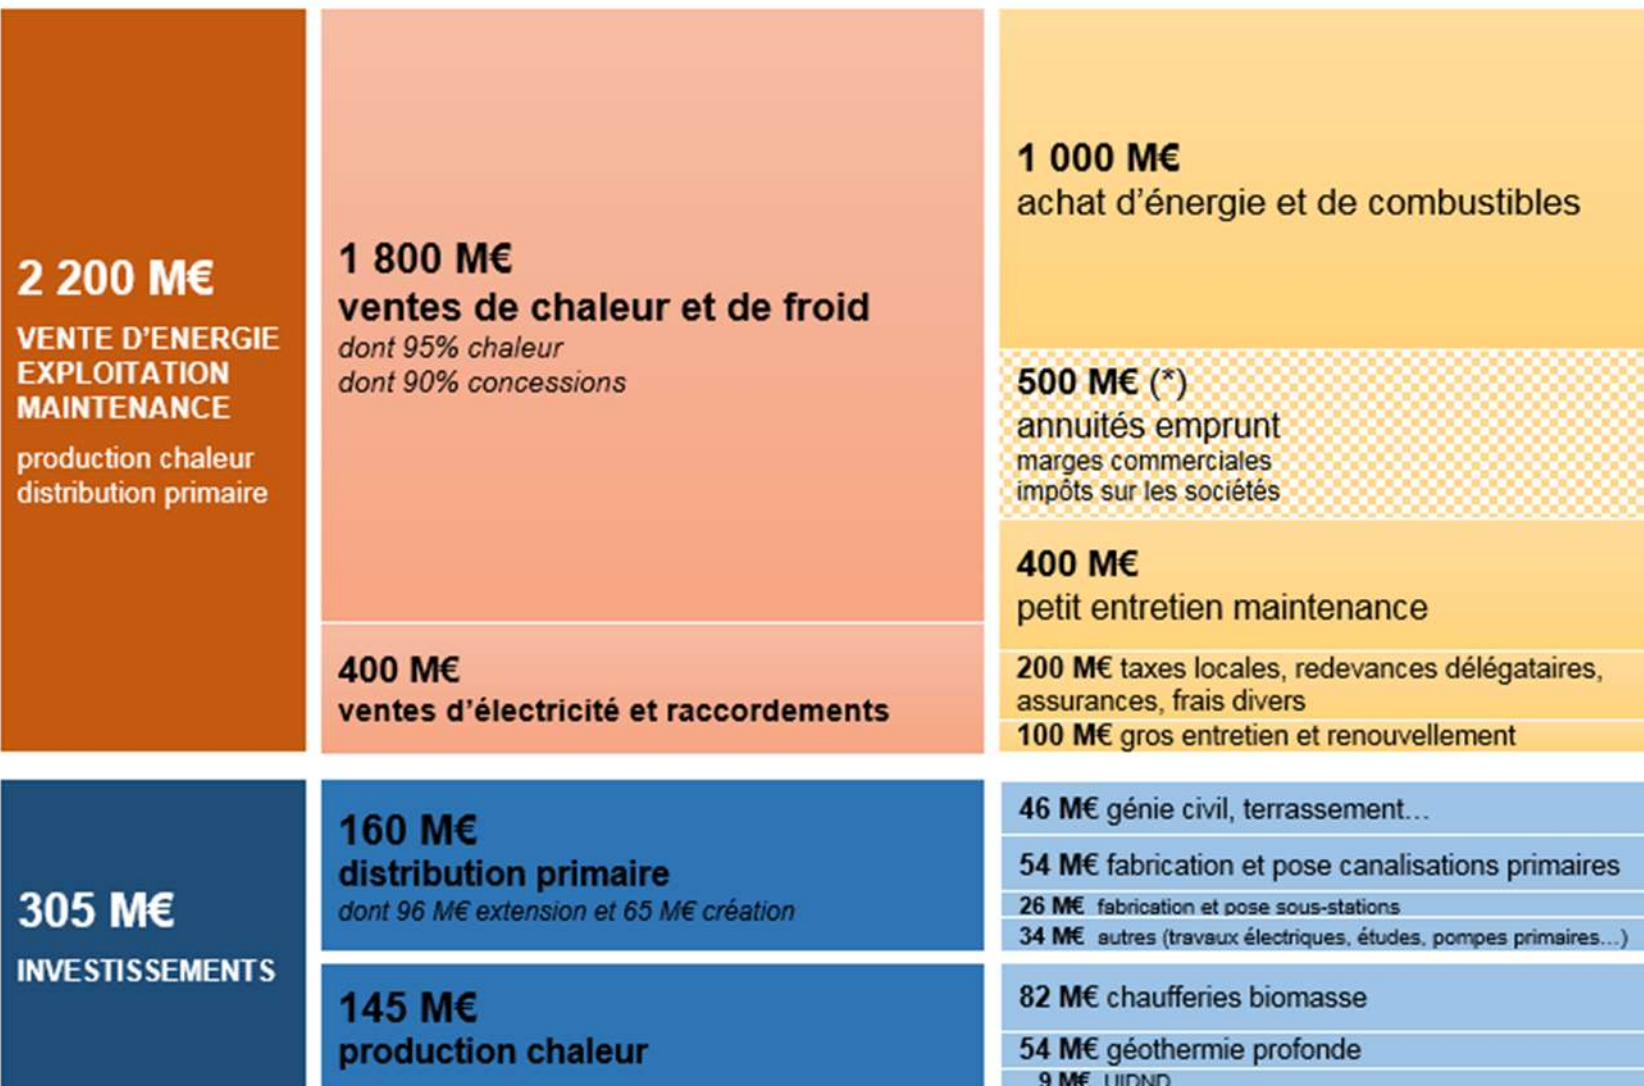 2 200 M€
VENTE D'ENERGIE
EXPLOITATION
MAINTENANCE
production chaleur
distribution primaire
1 800 M€
ventes de chaleur et de froid
dont 95% chaleur
dont 90% concessions
400 M€
ventes d'électricité et raccordements
1 000 M€
achat d'énergie et de combustibles
500 M€ (*)
annuités emprunt
marges commerciales
impôts sur les sociétés
400 M€
petit entretien maintenance
200 M€ taxes locales, redevances délégataires,
assurances, frais divers
100 M€ gros entretien et renouvellement
305 M€
INVESTISSEMENTS
160 M€
distribution primaire
dont 96 M€ extension et 65 M€ création
145 M€
production chaleur
46 M€ génie civil, terrassement…
54 M€ fabrication et pose canalisations primaires
26 M€ fabrication et pose sous-stations
34 M€ autres (travaux électriques, études, pompes primaires...)
82 M€ chaufferies biomasse
54 M€ géothermie profonde
9 M€ UIDND